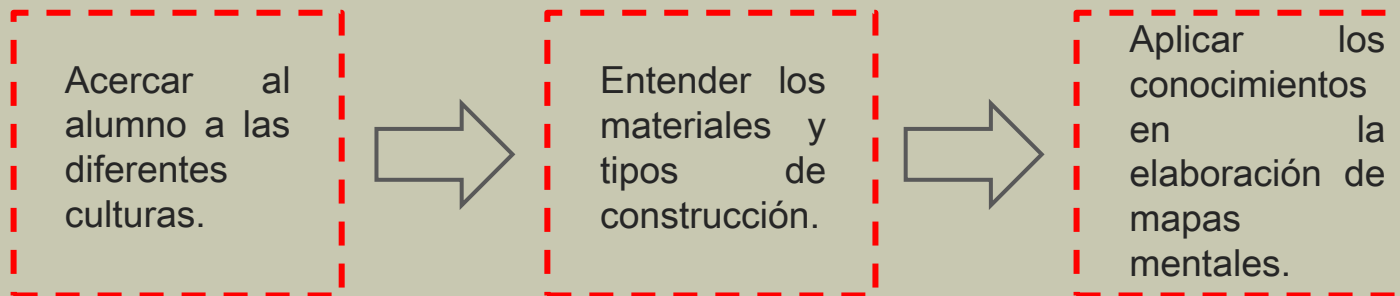 Acercar al
alumno a las
diferentes
culturas.
Entender los
materiales y
tipos de
construcción.
Aplicar los
conocimientos
en la
elaboración de
mapas
mentales.